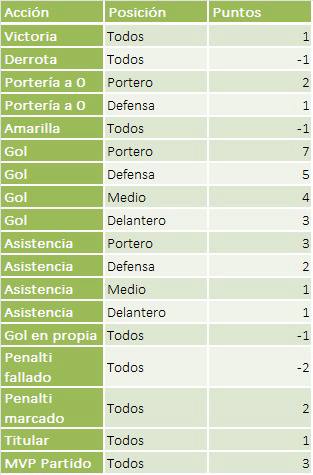 Acción Posición Puntos
Victoria Todos 1
Derrota Todos -1
Portería a 0 Portero 2
Portería a 0 Defensa 1
Amarilla Todos -1
Gol Portero 7
Gol Defensa 5
Gol Medio 4
Gol Delantero 3
Asistencia Portero 3
Asistencia Defensa 2
Asistencia Medio 1
Asistencia Delantero 1
Gol en propia Todos -1
Penalti
fallado Todos -2
Penalti
marcado Todos 2
Titular Todos 1
MVP Partido Todos 3